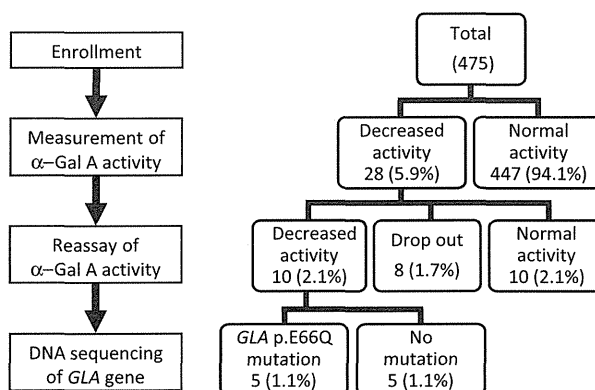 Enrollment
Measurement of
α–Gal A activity
Reassay of
α–Gal A activity
DNA sequencing
of GLA gene
Total
(475)
Decreased
activity
28 (5.9%)
Normal
activity
447 (94.1%)
Decreased
activity
10 (2.1%)
Drop out
8 (1.7%)
Normal
activity
10 (2.1%)
GLA p.E66Q
mutation
5 (1.1%)
No
mutation
5 (1.1%)